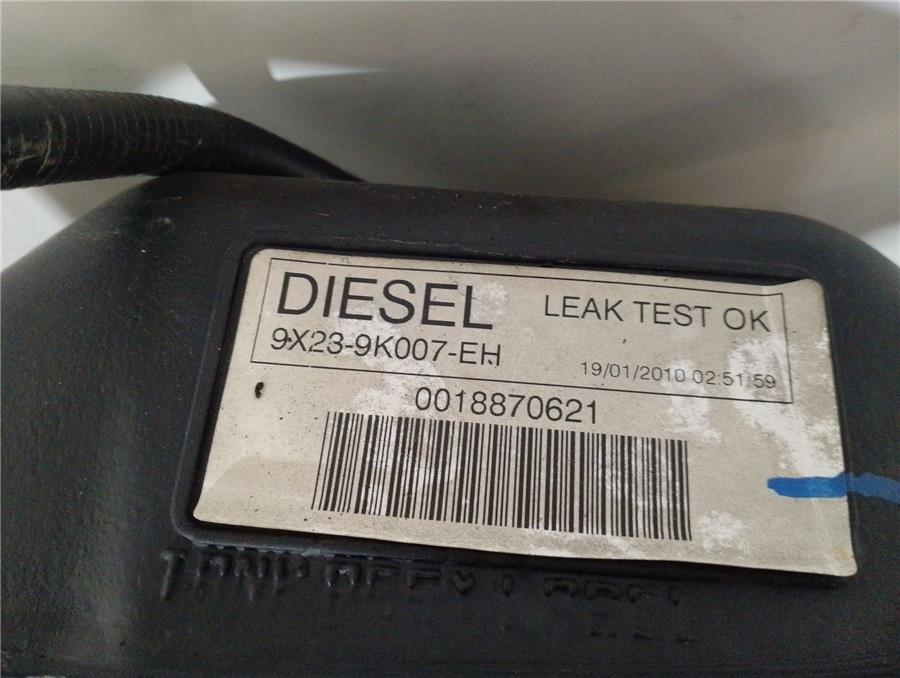 DIESEL LEAK TEST OK
9X23-9K007-EH
19/01/2010 02:51:59
0018870621